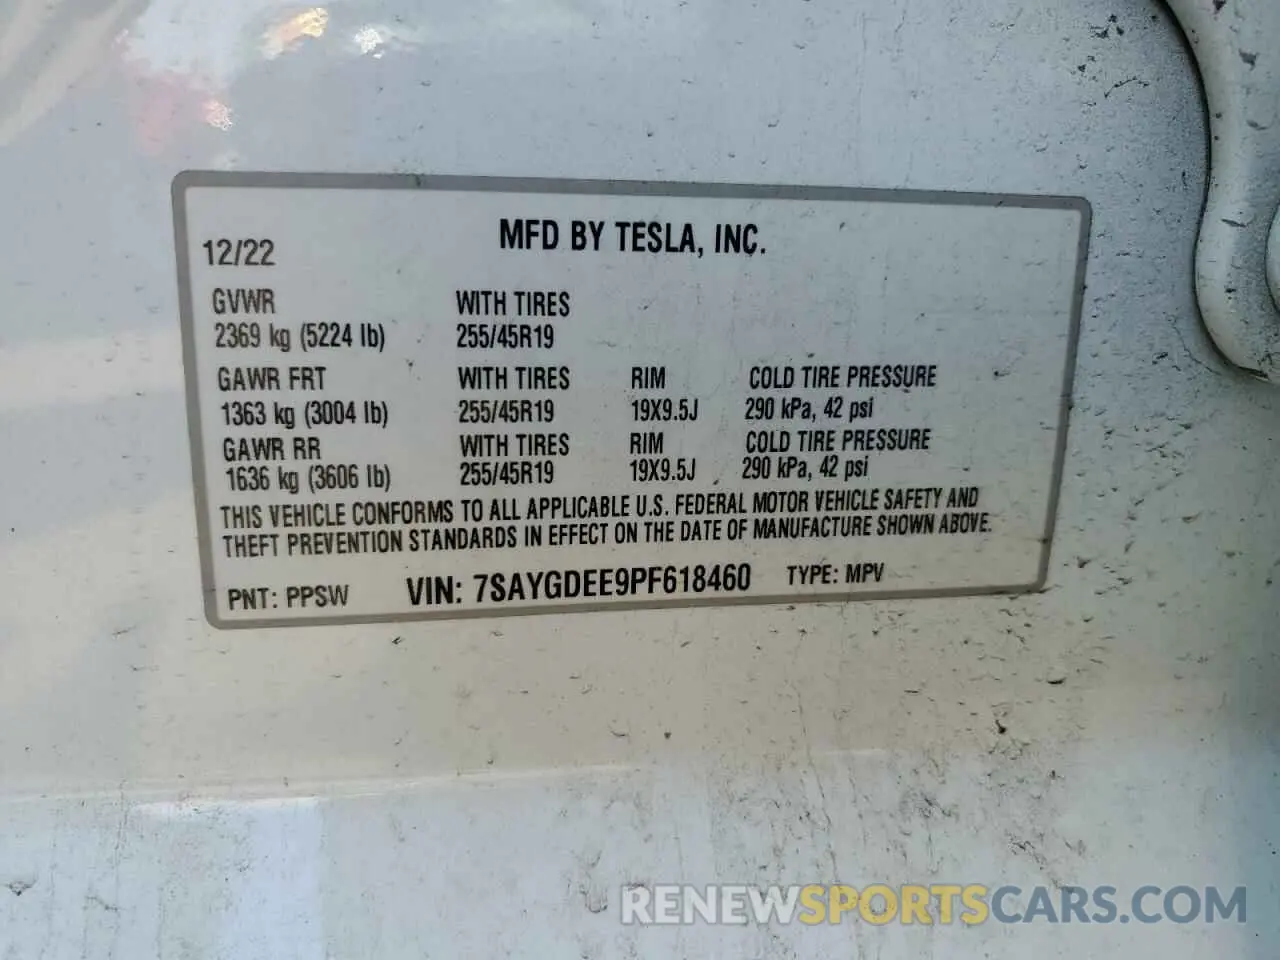 MFD BY TESLA, INC.
12/22
GVWR WITH TIRES
2369 kg (5224 lb) 255/45R19
GAWR FRT WITH TIRES RIM COLD TIRE PRESSURE
1363 kg (3004 lb) 255/45R19 19X9.5J 290 kPa, 42 psi
GAWR RR WITH TIRES RIM COLD TIRE PRESSURE
1636 kg (3606 lb) 255/45R19 19X9.5J 290 kPa, 42 psi
THIS VEHICLE CONFORMS TO ALL APPLICABLE U.S. FEDERAL MOTOR VEHICLE SAFETY AND
THEFT PREVENTION STANDARDS IN EFFECT ON THE DATE OF MANUFACTURE SHOWN ABOVE.
PNT: PPSW VIN: 7SAYGDEE9PF618460 TYPE: MPV
RENEWSPORTSCARS.COM